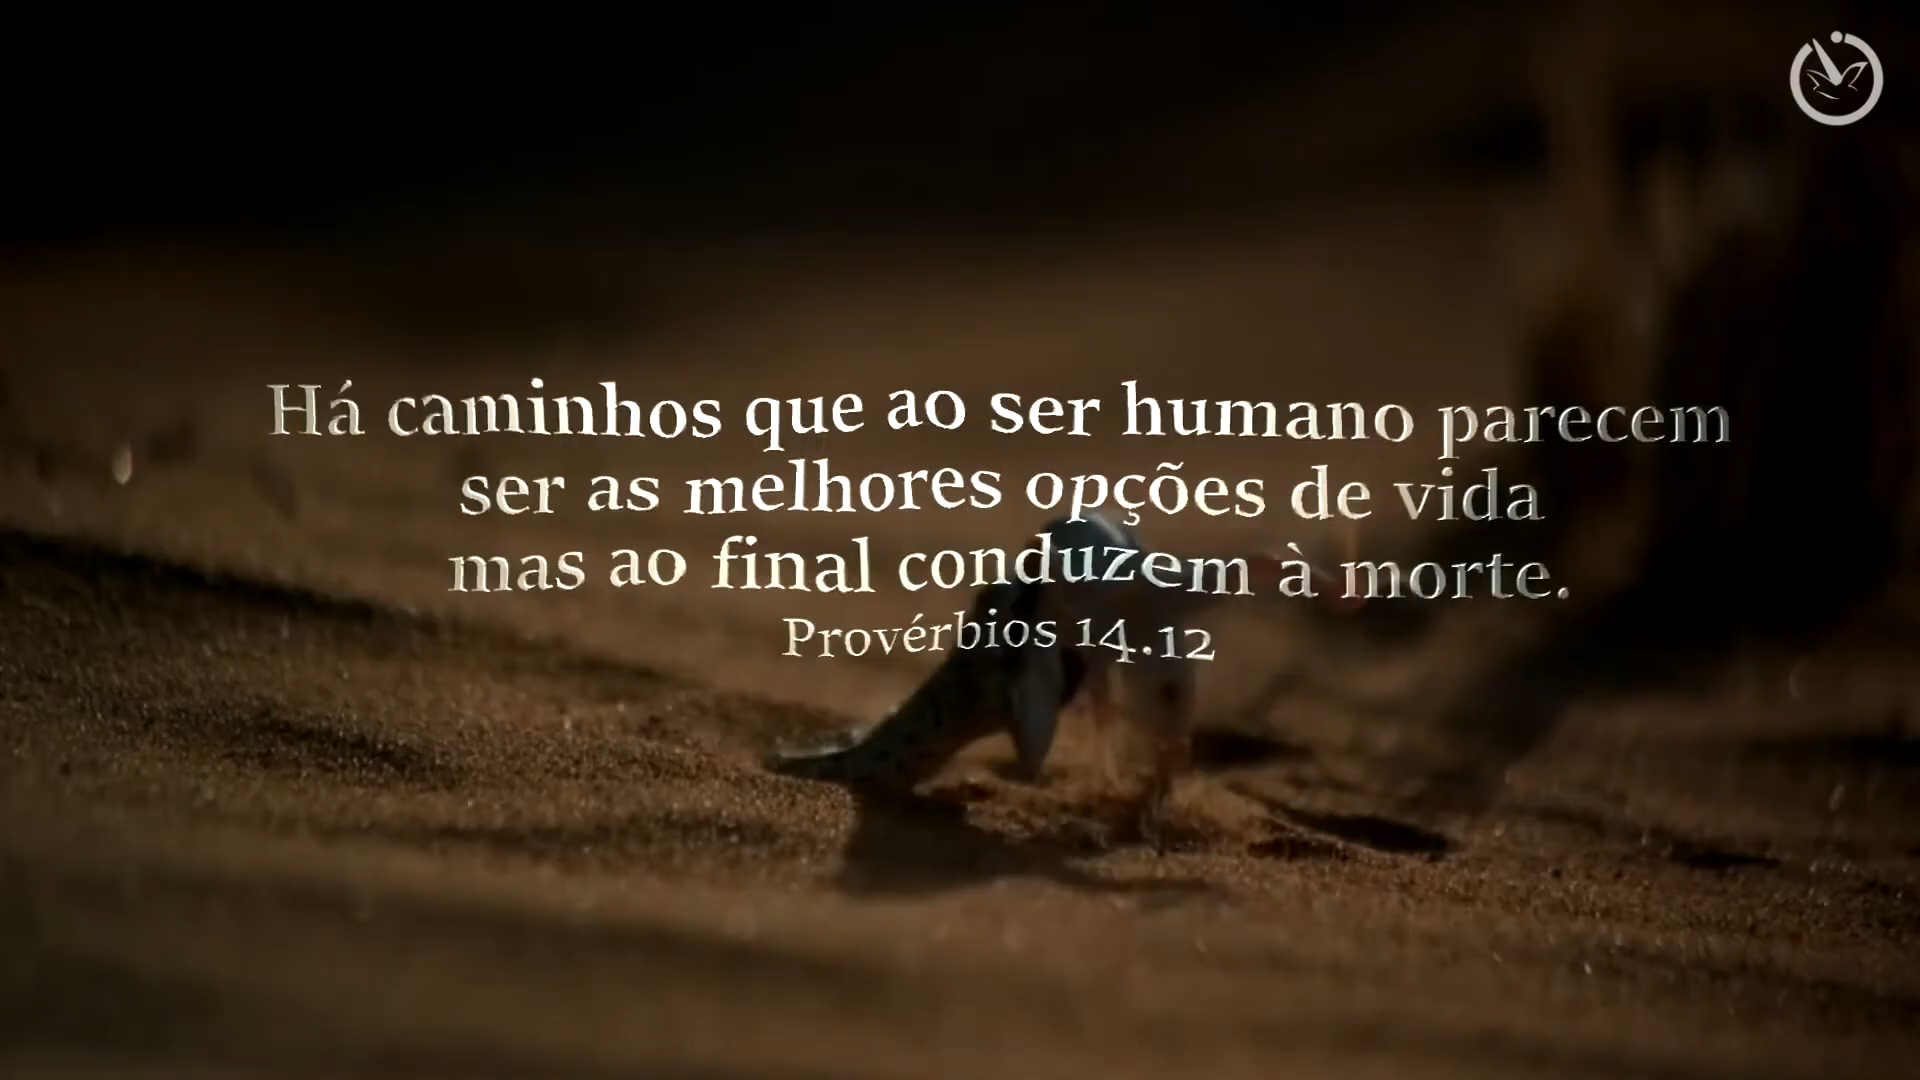 Há caminhos que ao ser humano parecem
ser as melhores opções de vida
mas ao final conduzem à morte.
Provérbios 14.12